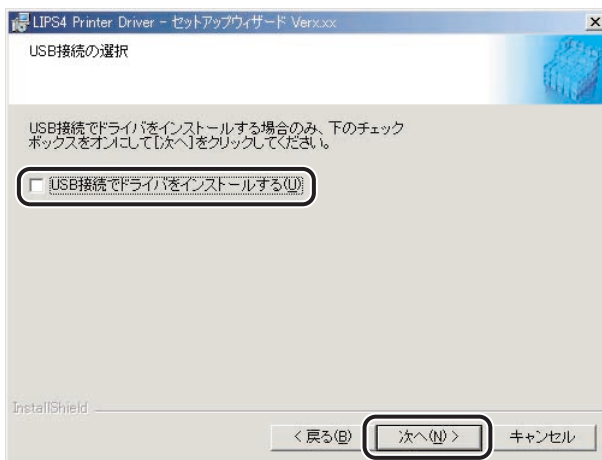 LIPS4 Printer Driver - セットアップウィザード Verx.xx
USB接続の選択
USB接続でドライバをインストールする場合のみ、下のチェック
ボックスをオンにして[次へ]をクリックしてください。
USB接続でドライバをインストールする(U)
InstallShield
< 戻る(B) 次へ(N) > キャンセル